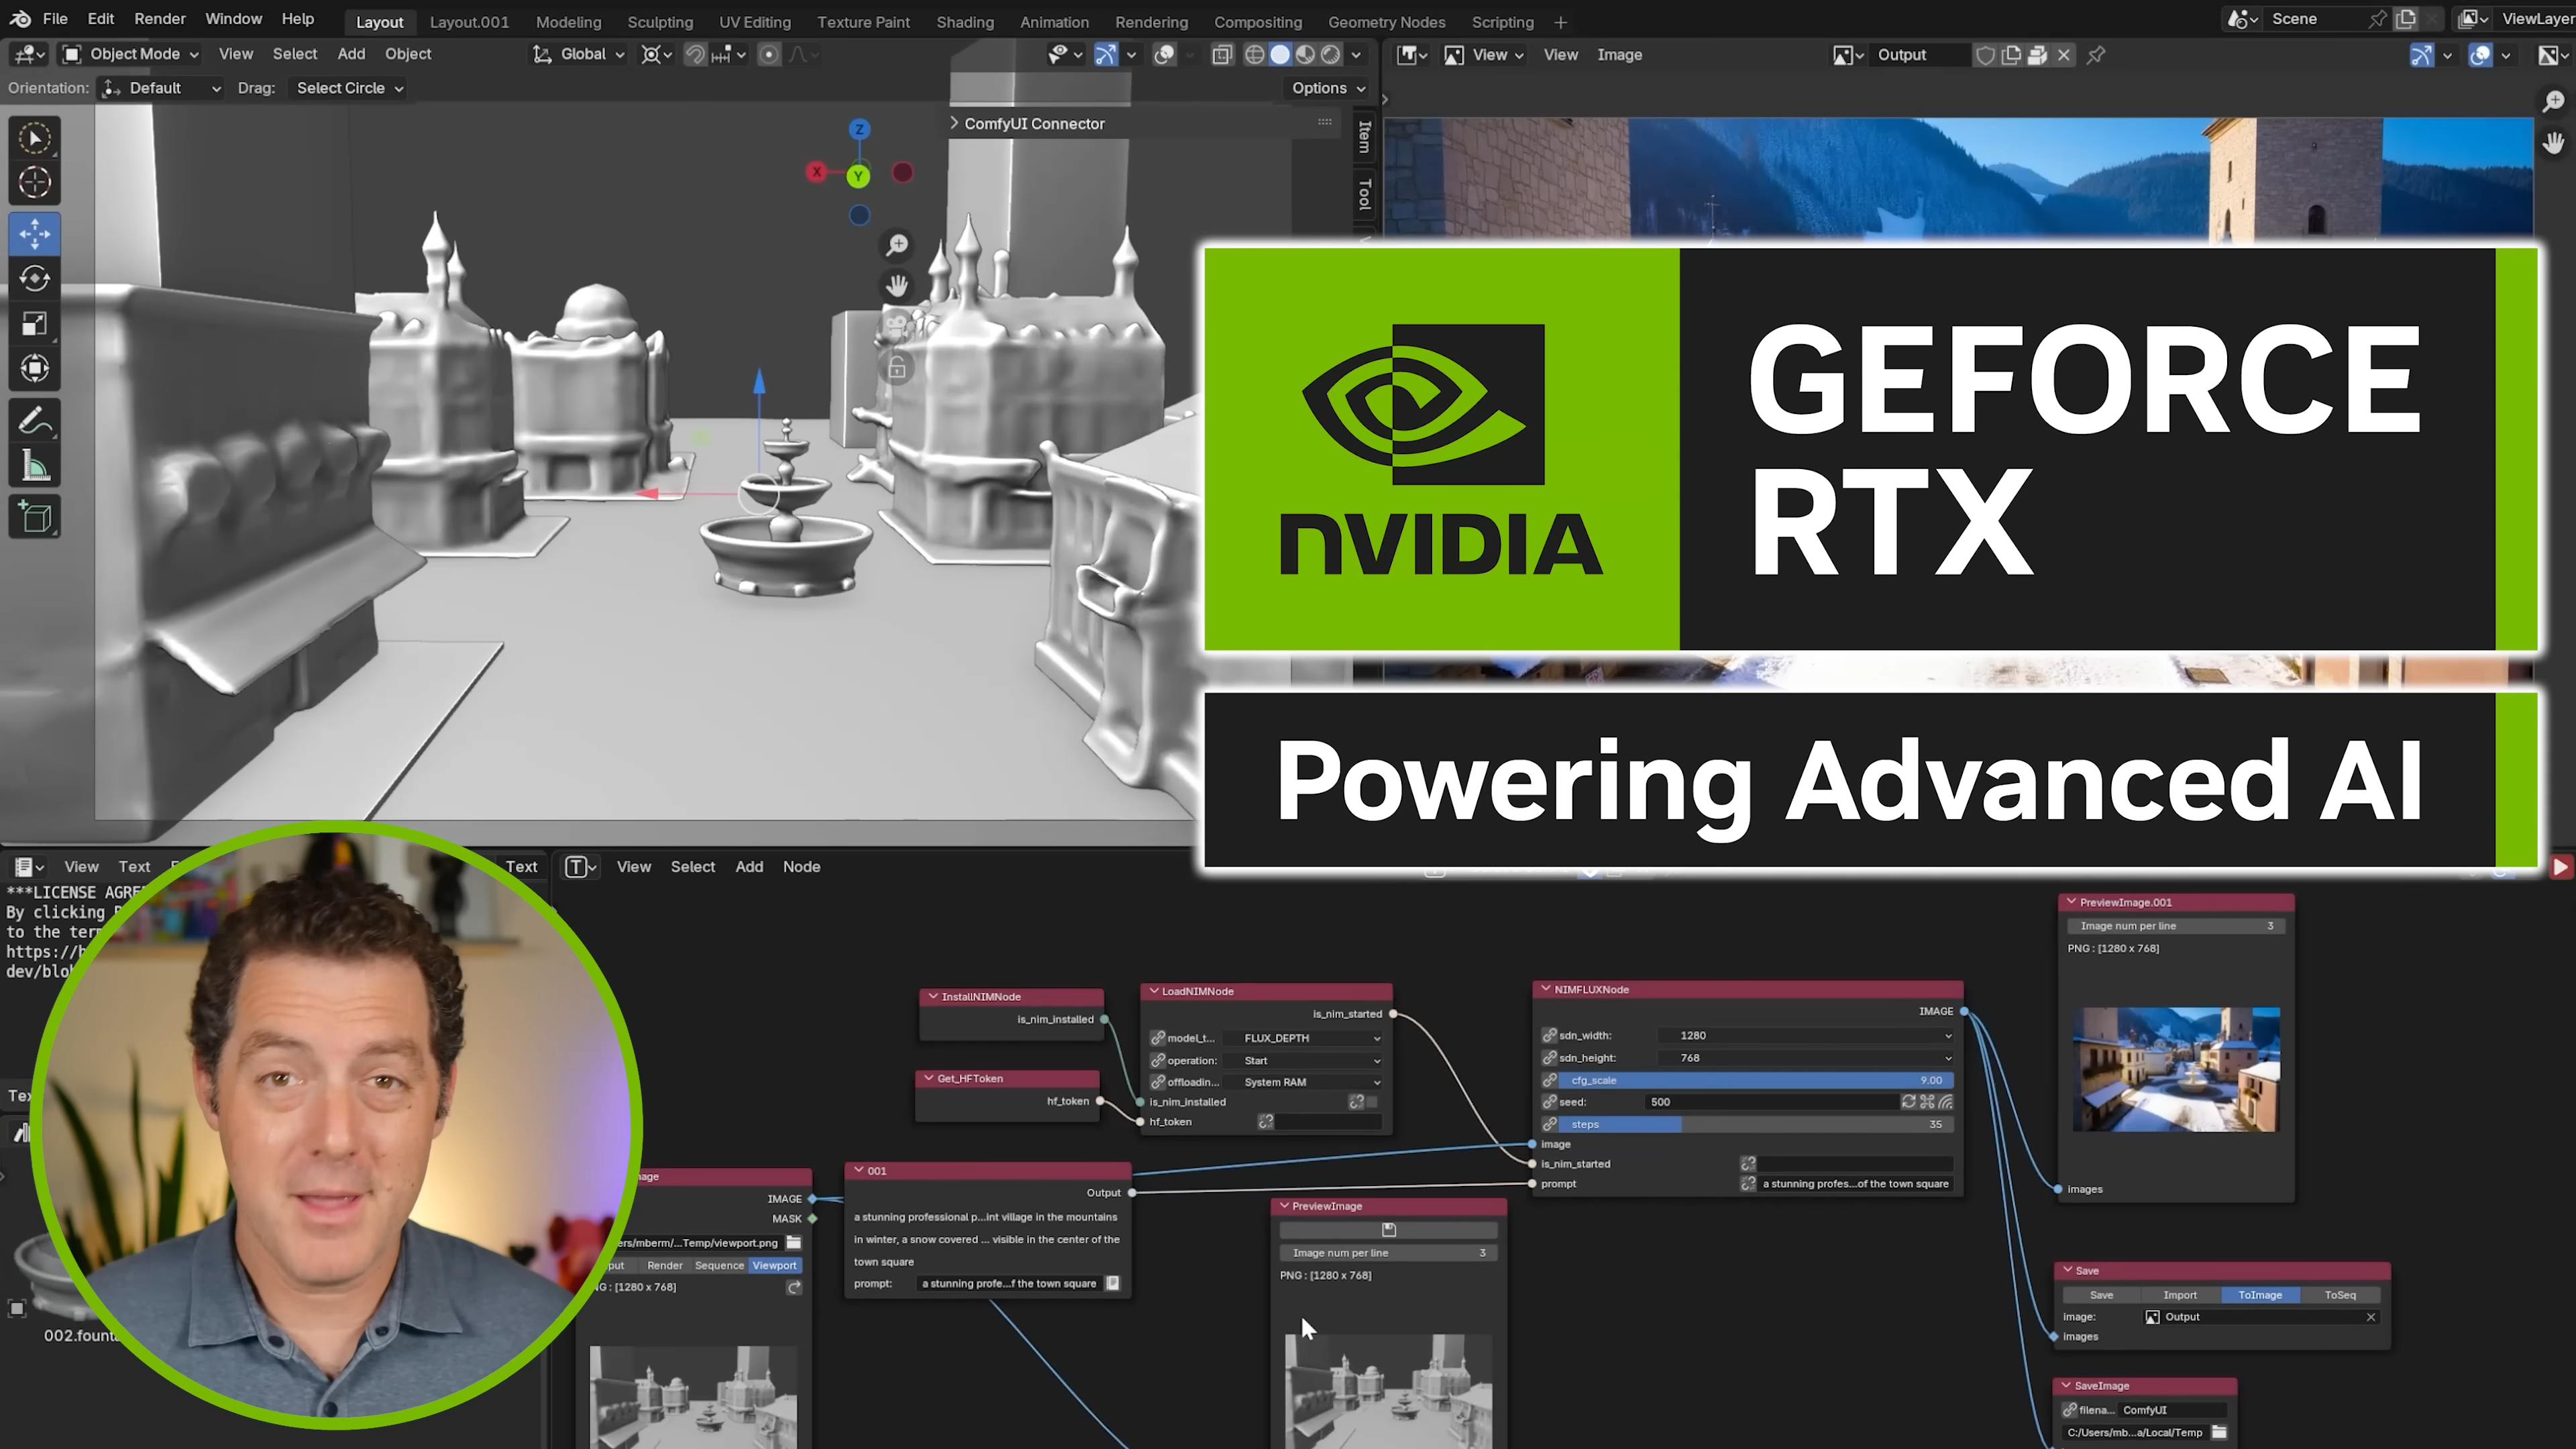 File Edit Render Window Help Layout Layout.001 Modeling Sculpting UV Editing Texture Paint Shading Animation Rendering Compositing Geometry Nodes Scripting + Scene ViewLayer
Object Mode View Select Add Object Global View View Image Output
Orientation: Default Drag: Select Circle Options
ComfyUI Connector
Item
Tool
Z
X
Y
NVIDIA
GEFORCE
RTX
Powering Advanced AI
View Text Text
***LICENSE AGRE
By clicking
to the ter
https://
dev/blo
002.founta
View Select Add Node
InstallNIMNode
is_nim_installed
Get_HFToken
hf_token
LoadNIMNode
is_nim_started
model_t... FLUX_DEPTH
operation: Start
offloadin... System RAM
is_nim_installed
hf_token
NIMFLUXNode
IMAGE
sdn_width: 1280
sdn_height: 768
cfg_scale 9.00
seed: 500
steps 35
image
is_nim_started
prompt a stunning profes...of the town square
PreviewImage.001
Image num per line 3
PNG : [1280 x 768]
images
IMAGE
MASK
ers/mberm/...Temp/viewport.png
Render Sequence Viewport
[1280 x 768]
001
Output
a stunning professional p...int village in the mountains
in winter, a snow covered ... visible in the center of the
town square
prompt: a stunning profe...f the town square
PreviewImage
Image num per line 3
PNG : [1280 x 768]
Save
Save Import ToImage ToSeq
image: Output
images
SaveImage
filena... ComfyUI
C:/Users/mb...a/Local/Temp